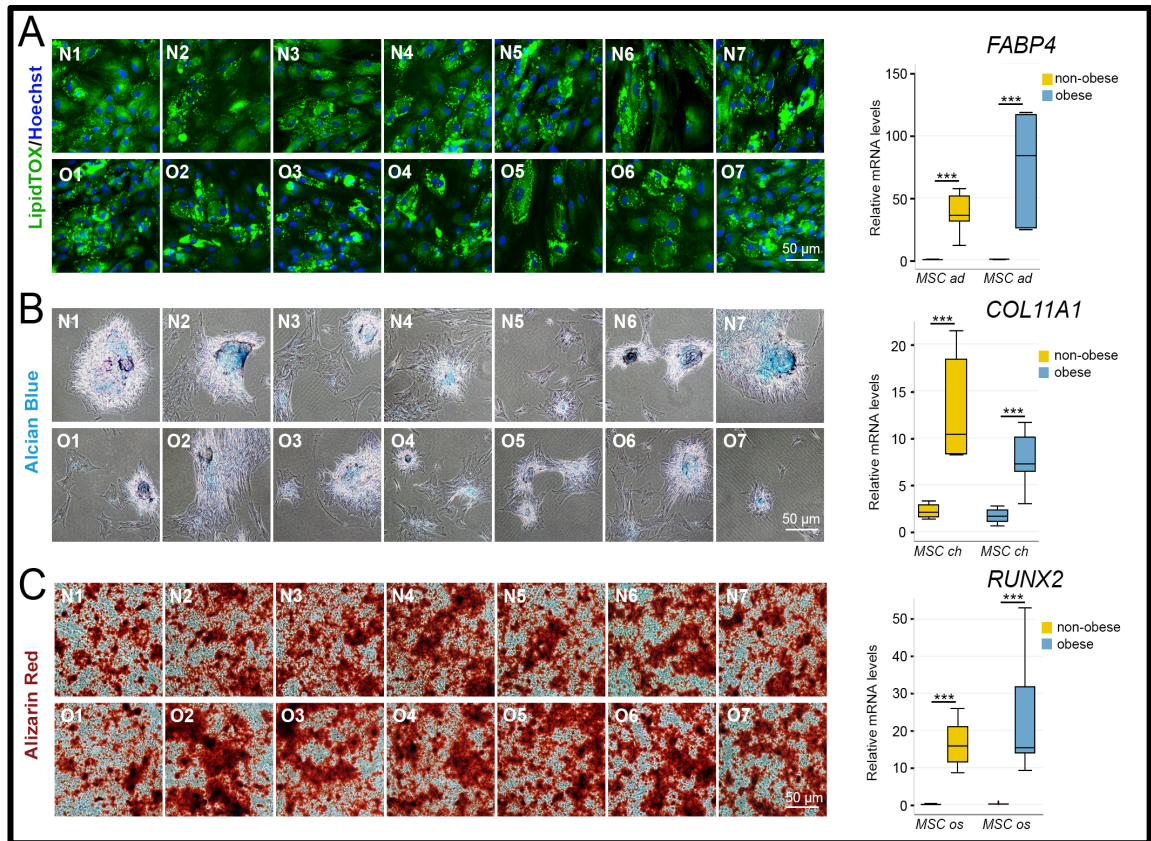 A
LipidTOX/Hoechst
N1 N2 N3 N4 N5 N6 N7
O1 O2 O3 O4 O5 O6 O7
50 µm
FABP4
Relative mRNA levels
150
100
50
0
***
***
non-obese
obese
MSC ad MSC ad
B
Alcian Blue
N1 N2 N3 N4 N5 N6 N7
O1 O2 O3 O4 O5 O6 O7
50 µm
COL11A1
Relative mRNA levels
20
15
10
5
0
***
***
non-obese
obese
MSC ch MSC ch
C
Alizarin Red
N1 N2 N3 N4 N5 N6 N7
O1 O2 O3 O4 O5 O6 O7
50 µm
RUNX2
Relative mRNA levels
50
40
30
20
10
0
***
***
non-obese
obese
MSC os MSC os